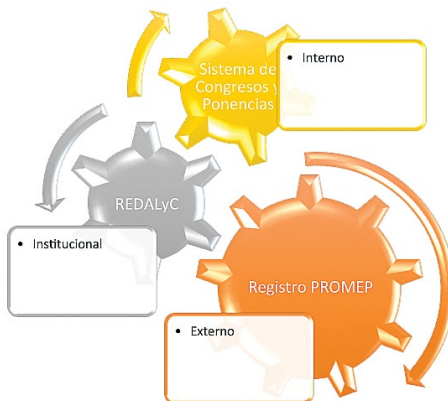 Sistema de
Congresos y
Ponencias
• Interno
REDALyC
• Institucional
Registro PROMEP
• Externo